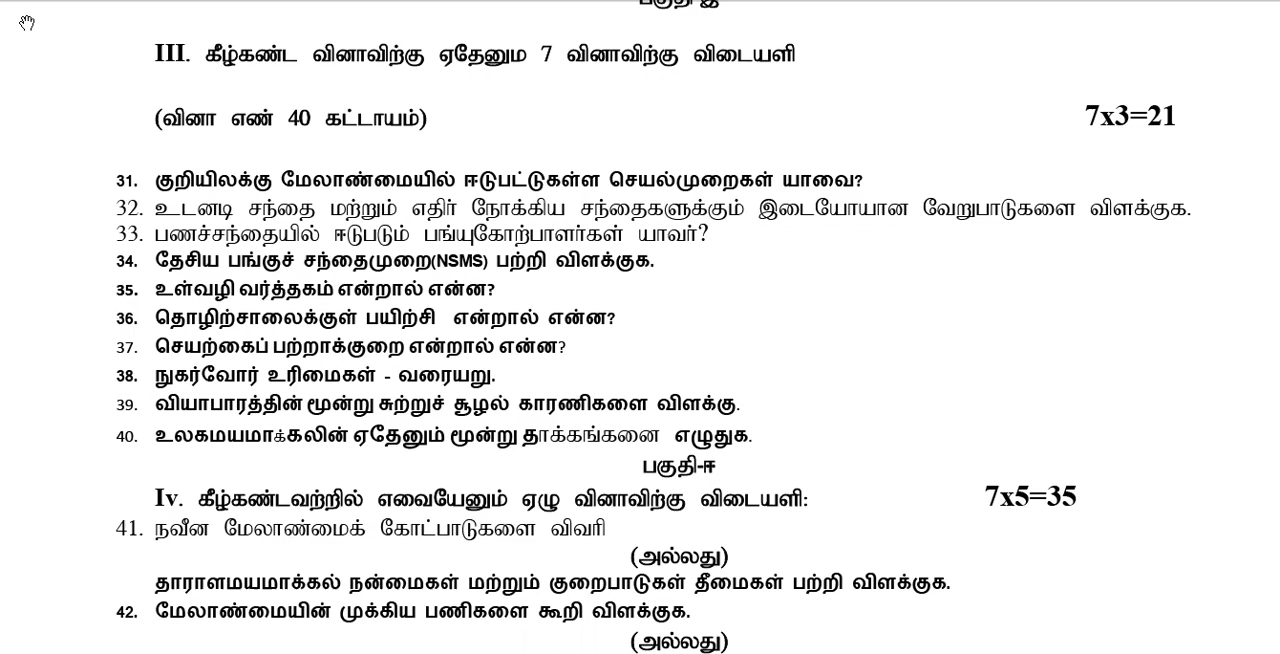 பகுதி-இ
III. கீழ்கண்ட வினாவிற்கு ஏதேனும 7 வினாவிற்கு விடையளி
(வினா எண் 40 கட்டாயம்) 7x3=21
31. குறியிலக்கு மேலாண்மையில் ஈடுபட்டுகள்ள செயல்முறைகள் யாவை?
32. உடனடி சந்தை மற்றும் எதிர் நோக்கிய சந்தைகளுக்கும் இடையேயான வேறுபாடுகளை விளக்குக.
33. பணச்சந்தையில் ஈடுபடும் பங்யுகோற்பாளர்கள் யாவர்?
34. தேசிய பங்குச் சந்தைமுறை(NSMS) பற்றி விளக்குக.
35. உள்வழி வர்த்தகம் என்றால் என்ன?
36. தொழிற்சாலைக்குள் பயிற்சி என்றால் என்ன?
37. செயற்கைப் பற்றாக்குறை என்றால் என்ன?
38. நுகர்வோர் உரிமைகள் - வரையறு.
39. வியாபாரத்தின் மூன்று சுற்றுச் சூழல் காரணிகளை விளக்கு.
40. உலகமயமாக்கலின் ஏதேனும் மூன்று தாக்கங்கனை எழுதுக.
பகுதி-ஈ
Iv. கீழ்கண்டவற்றில் எவையேனும் ஏழு வினாவிற்கு விடையளி: 7x5=35
41. நவீன மேலாண்மைக் கோட்பாடுகளை விவரி
(அல்லது)
தாராளமயமாக்கல் நன்மைகள் மற்றும் குறைபாடுகள் தீமைகள் பற்றி விளக்குக.
42. மேலாண்மையின் முக்கிய பணிகளை கூறி விளக்குக.
(அல்லது)